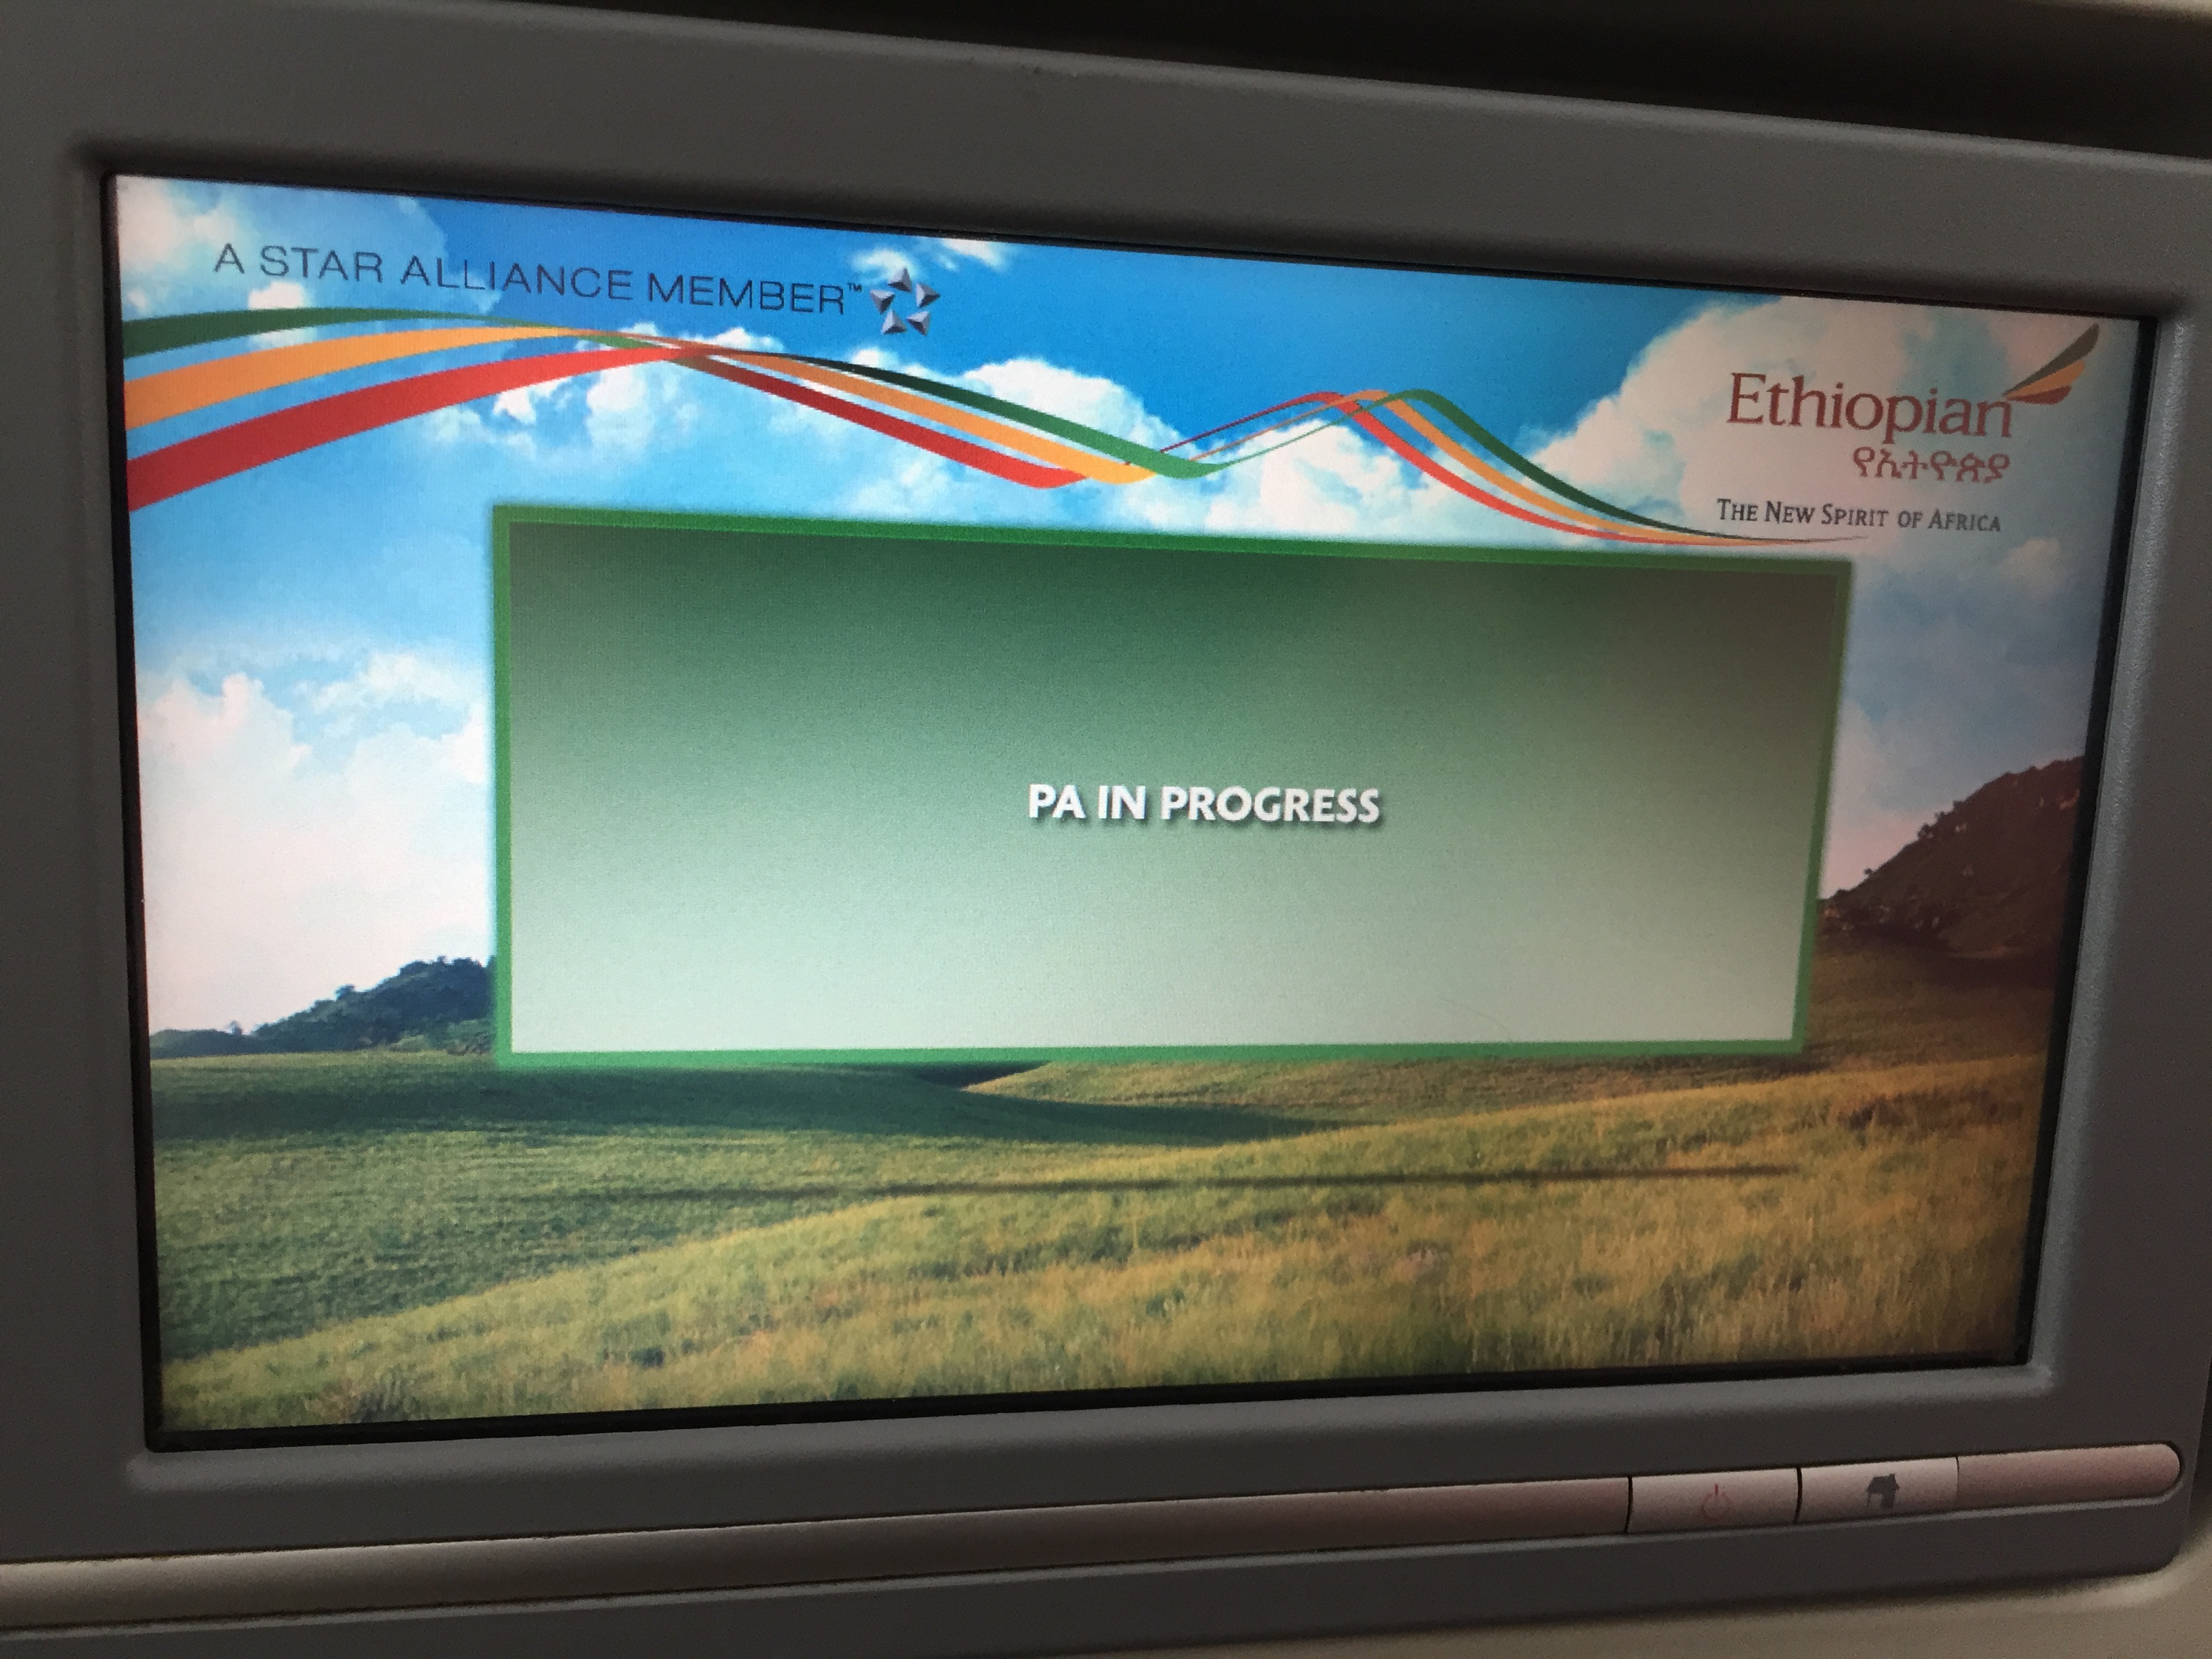 A STAR ALLIANCE MEMBER™
Ethiopian
የኢትዮጵያ
THE NEW SPIRIT OF AFRICA
PA IN PROGRESS